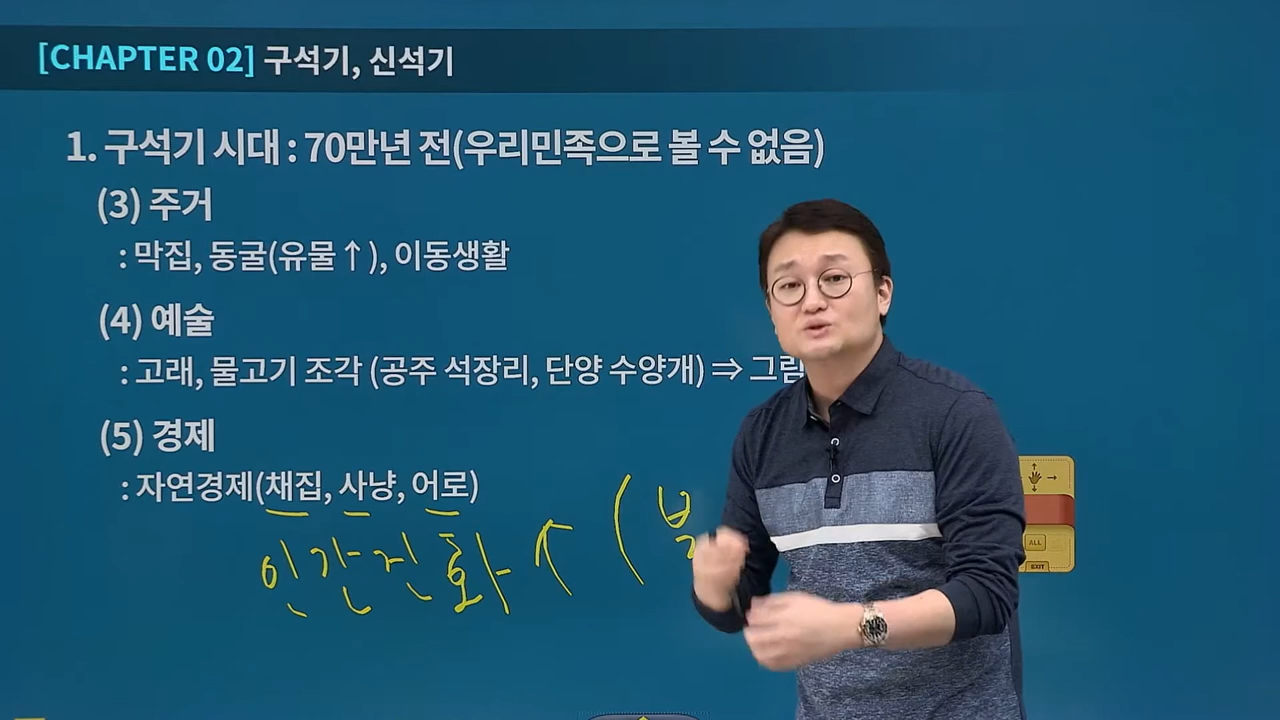 [CHAPTER 02] 구석기, 신석기
1. 구석기 시대 : 70만년 전(우리민족으로 볼 수 없음)
(3) 주거
: 막집, 동굴(유물↑), 이동생활
(4) 예술
: 고래, 물고기 조각 (공주 석장리, 단양 수양개) ⇒ 그림
(5) 경제
: 자연경제(채집, 사냥, 어로)
인간진화↑ (
ALL
EXIT